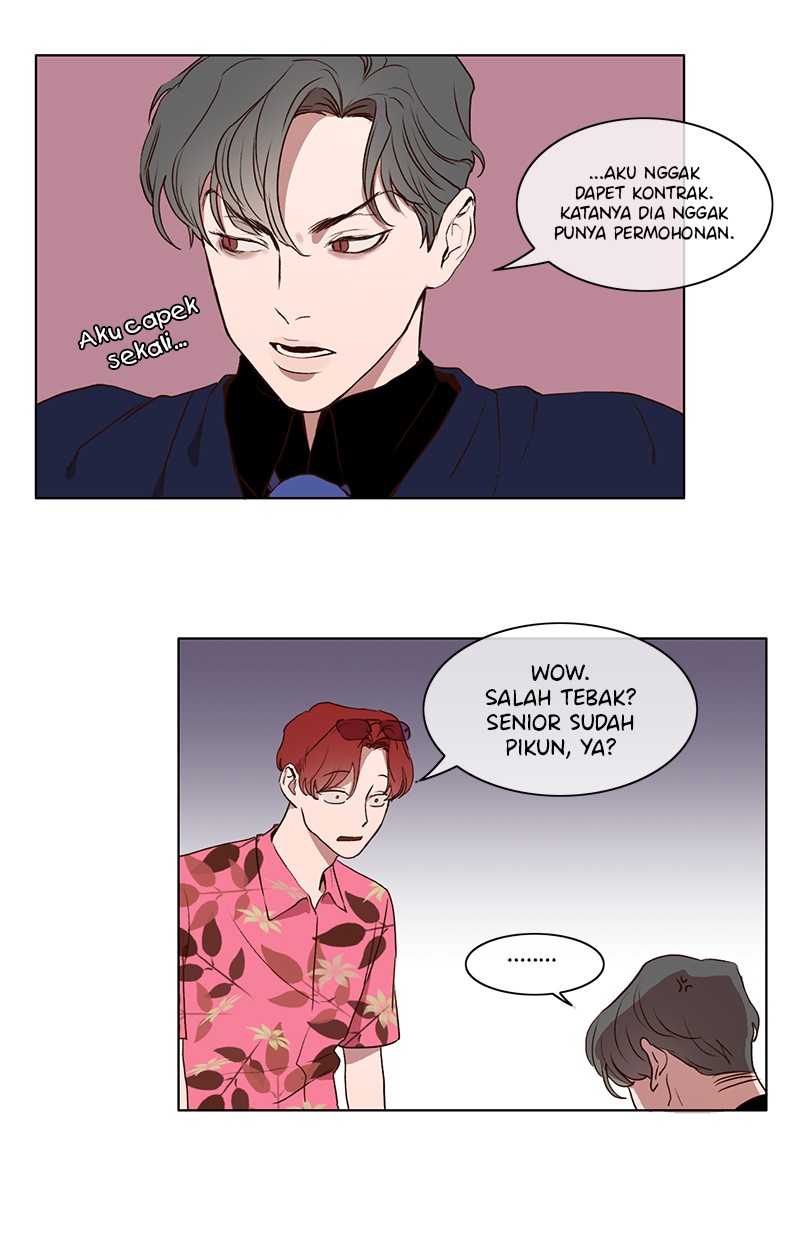 ...AKU NGGAK
DAPET KONTRAK.
KATANYA DIA NGGAK
PUNYA PERMOHONAN.
Aku capek
sekali...
WOW.
SALAH TEBAK?
SENIOR SUDAH
PIKUN, YA?
........